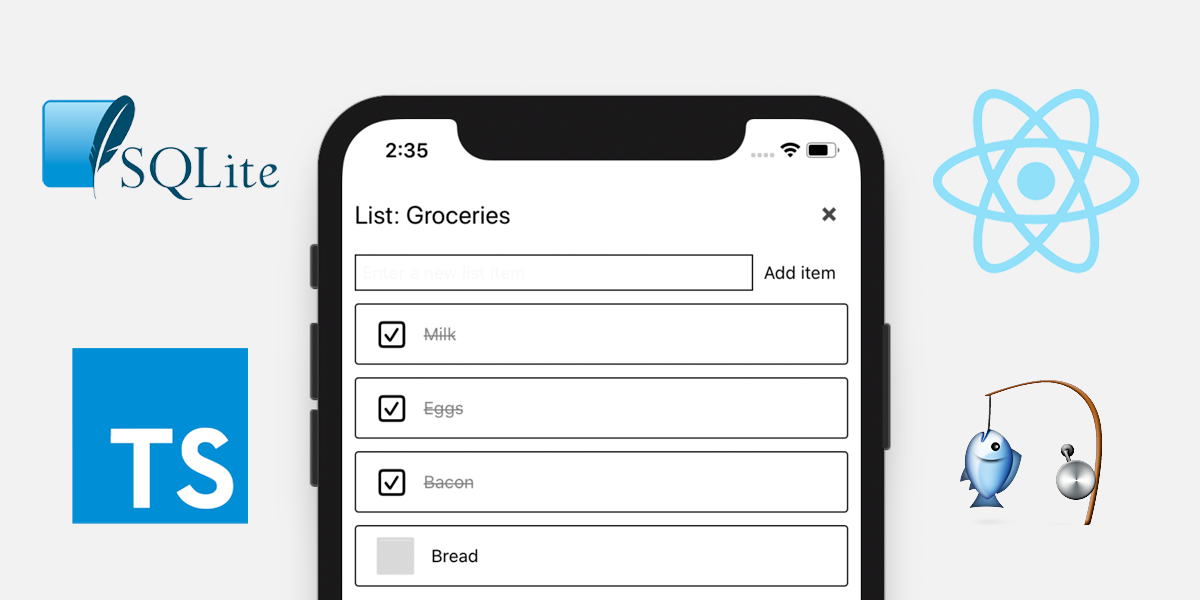 SQLite
2:35
List: Groceries
Enter a new list item
Add item
Milk
Eggs
Bacon
Bread
TS